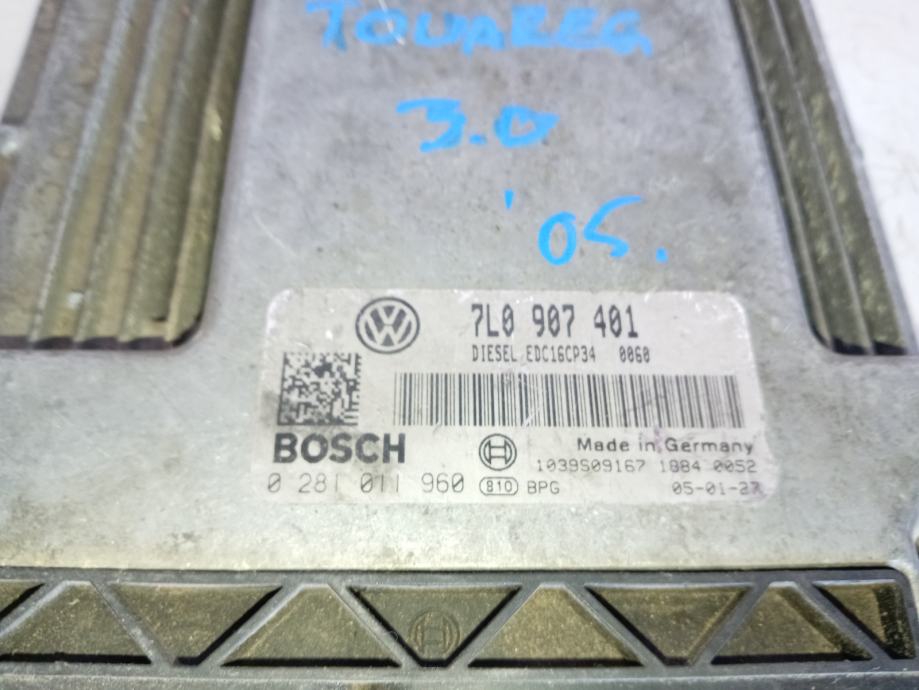 TOUAREG
3.0
'05.
7L0 907 401
DIESEL EDC16CP34 0060
BOSCH
Made in Germany
1039S09167 1884 0052
0 281 011 960 810 BPG 05-01-27